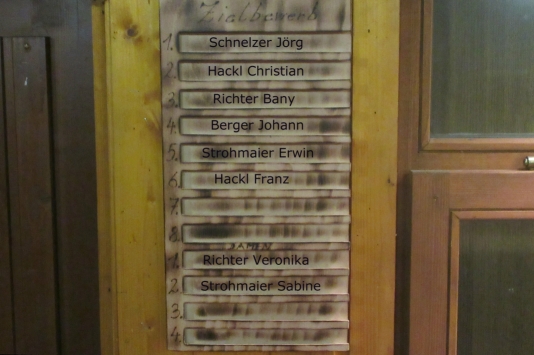 Zielbewerb
1. Schnelzer Jörg
2. Hackl Christian
3. Richter Bany
4. Berger Johann
5. Strohmaier Erwin
6. Hackl Franz
7.
8.
DAMEN
1. Richter Veronika
2. Strohmaier Sabine
3.
4.